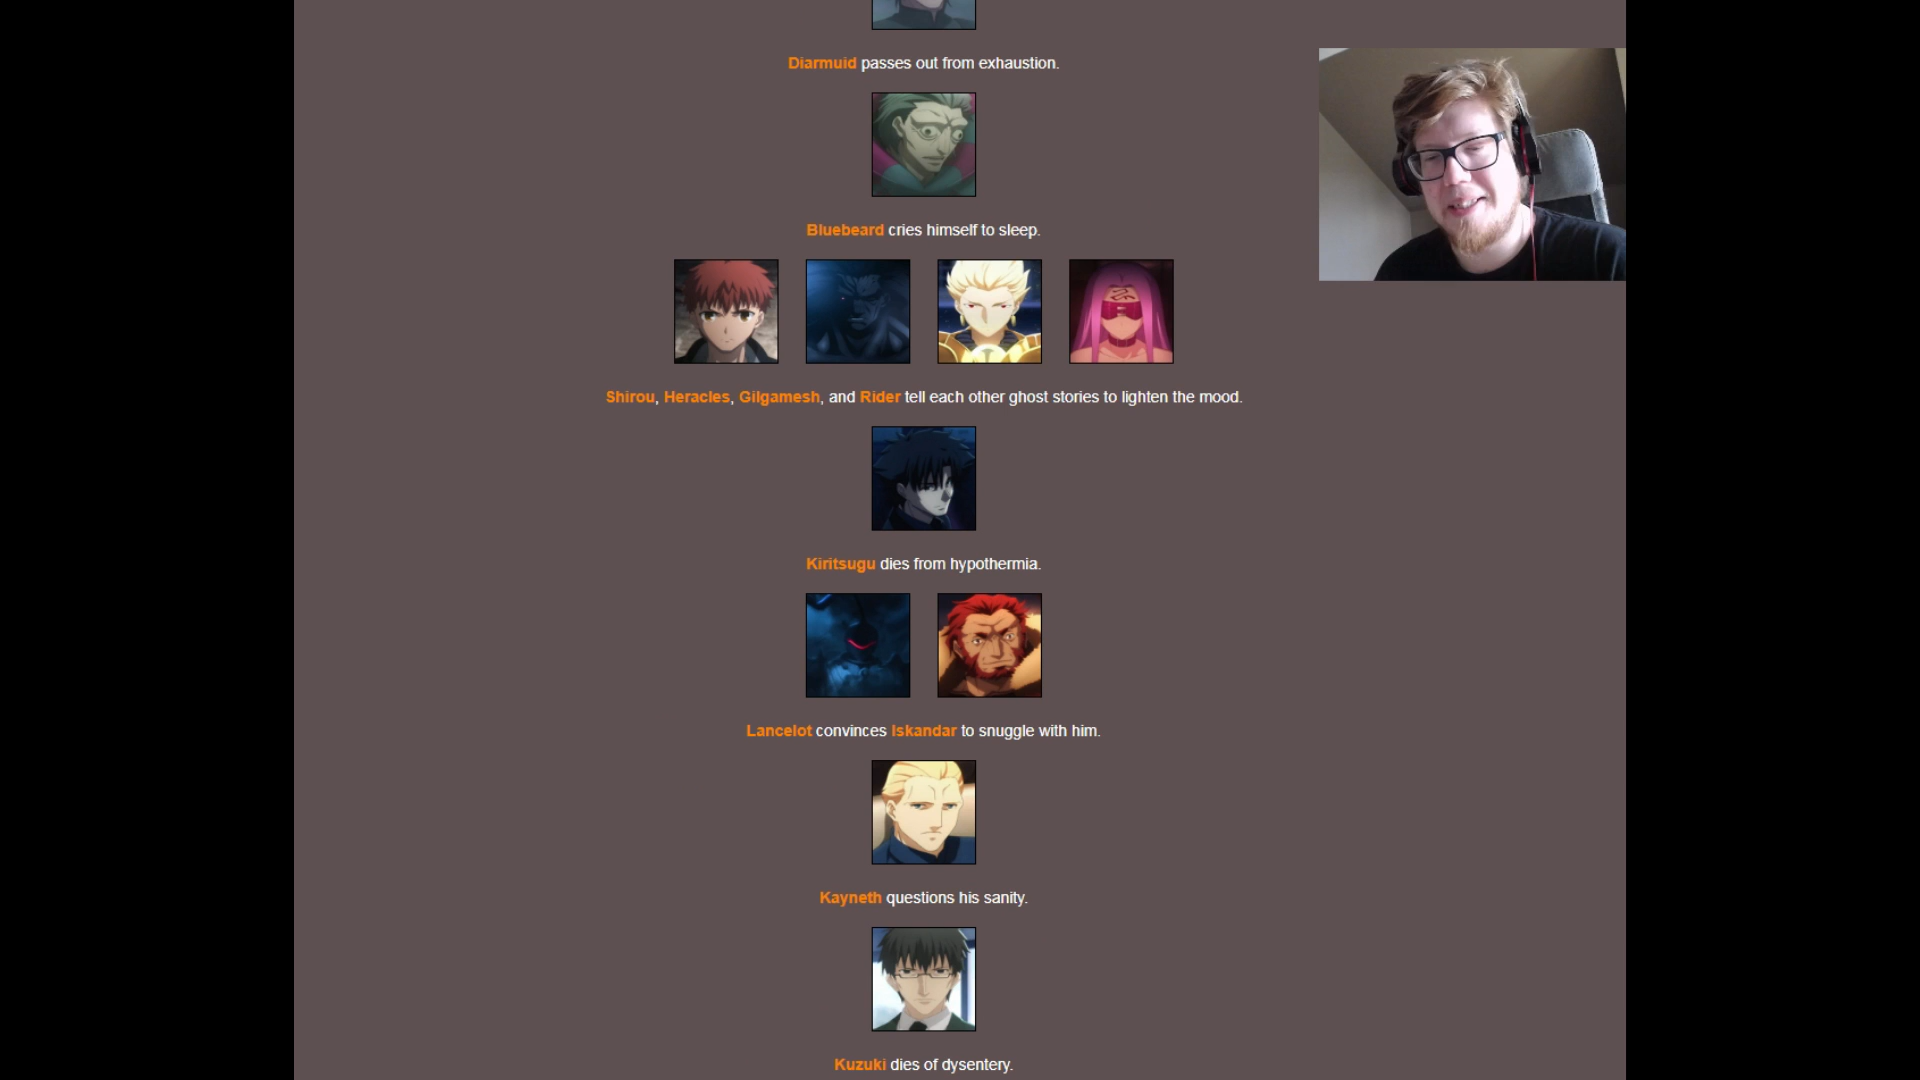 Diarmuid passes out from exhaustion.
Bluebeard cries himself to sleep.
Shirou, Heracles, Gilgamesh, and Rider tell each other ghost stories to lighten the mood.
Kiritsugu dies from hypothermia.
Lancelot convinces Iskandar to snuggle with him.
Kayneth questions his sanity.
Kuzuki dies of dysentery.